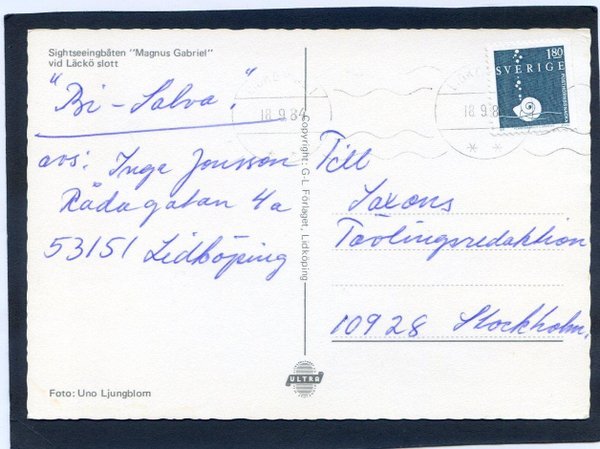 Sightseeingbåten "Magnus Gabriel"
vid Läckö slott
"Bi-Salva."
avs: Inga Jonsson
Rådagatan 4a
53151 Lidköping
Foto: Uno Ljungblom
Copyright: G-L Förlaget, Lidköping
ULTRA
1.80
SVERIGE
18.9.84
18.9.8
Till
Saxons
Tävlingsredaktion
10928 Stockholm.